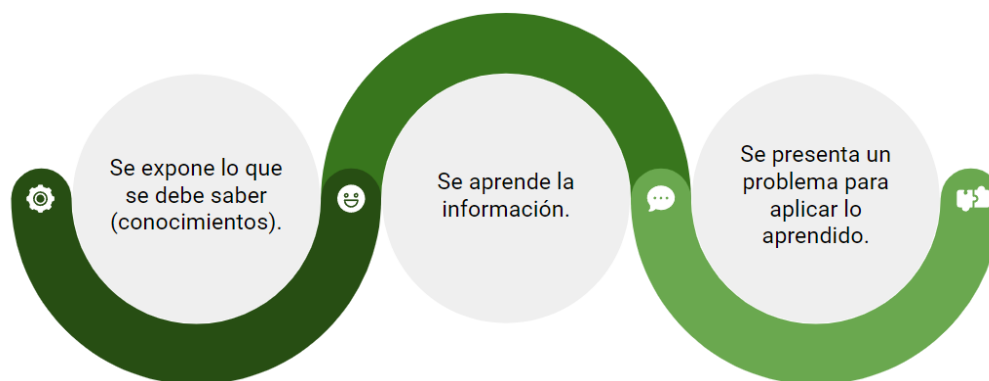 Se expone lo que
se debe saber
(conocimientos).
Se aprende la
información.
Se presenta un
problema para
aplicar lo
aprendido.